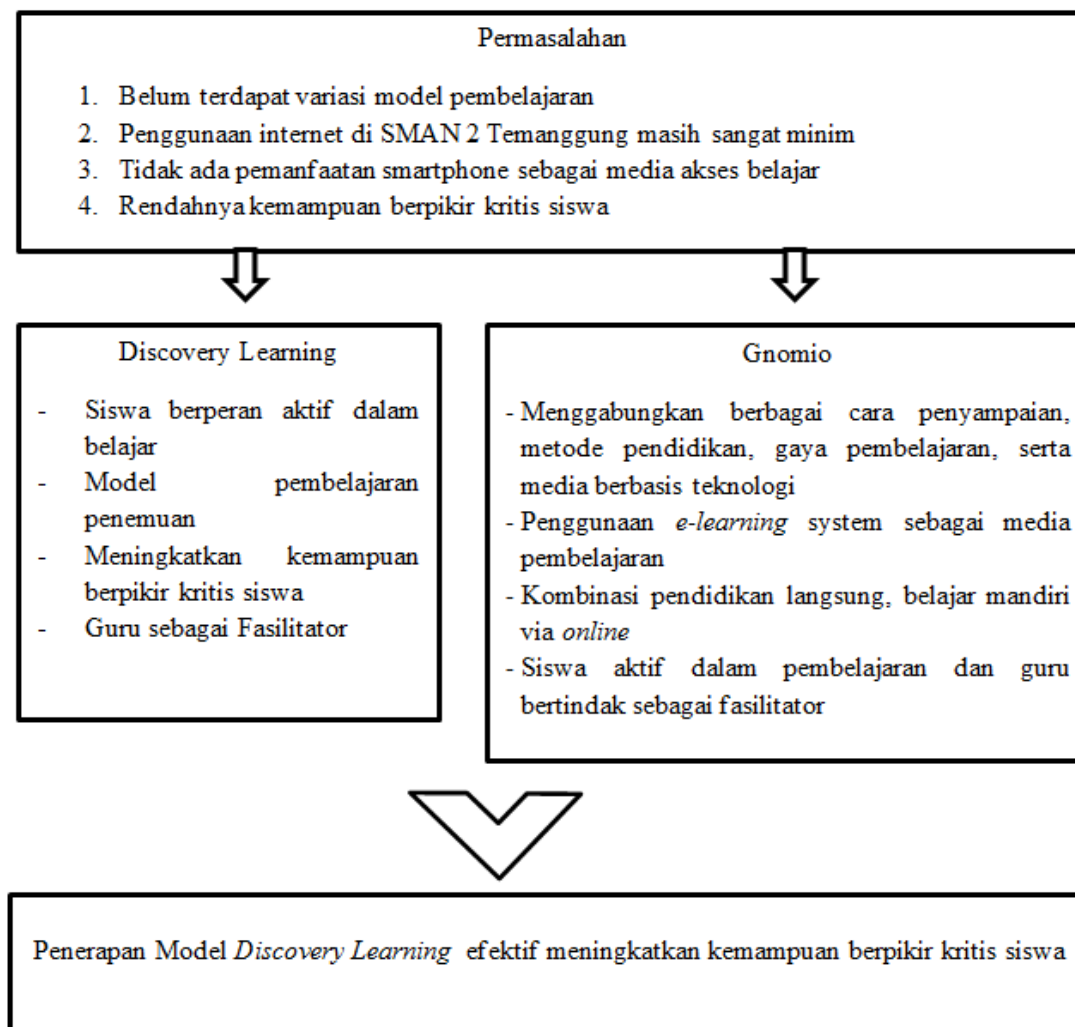 Permasalahan
1. Belum terdapat variasi model pembelajaran
2. Penggunaan internet di SMAN 2 Temanggung masih sangat minim
3. Tidak ada pemanfaatan smartphone sebagai media akses belajar
4. Rendahnya kemampuan berpikir kritis siswa
Discovery Learning
- Siswa berperan aktif dalam
belajar
- Model pembelajaran
penemuan
- Meningkatkan kemampuan
berpikir kritis siswa
- Guru sebagai Fasilitator
Gnomio
- Menggabungkan berbagai cara penyampaian,
metode pendidikan, gaya pembelajaran, serta
media berbasis teknologi
- Penggunaan e-learning system sebagai media
pembelajaran
- Kombinasi pendidikan langsung, belajar mandiri
via online
- Siswa aktif dalam pembelajaran dan guru
bertindak sebagai fasilitator
Penerapan Model Discovery Learning efektif meningkatkan kemampuan berpikir kritis siswa